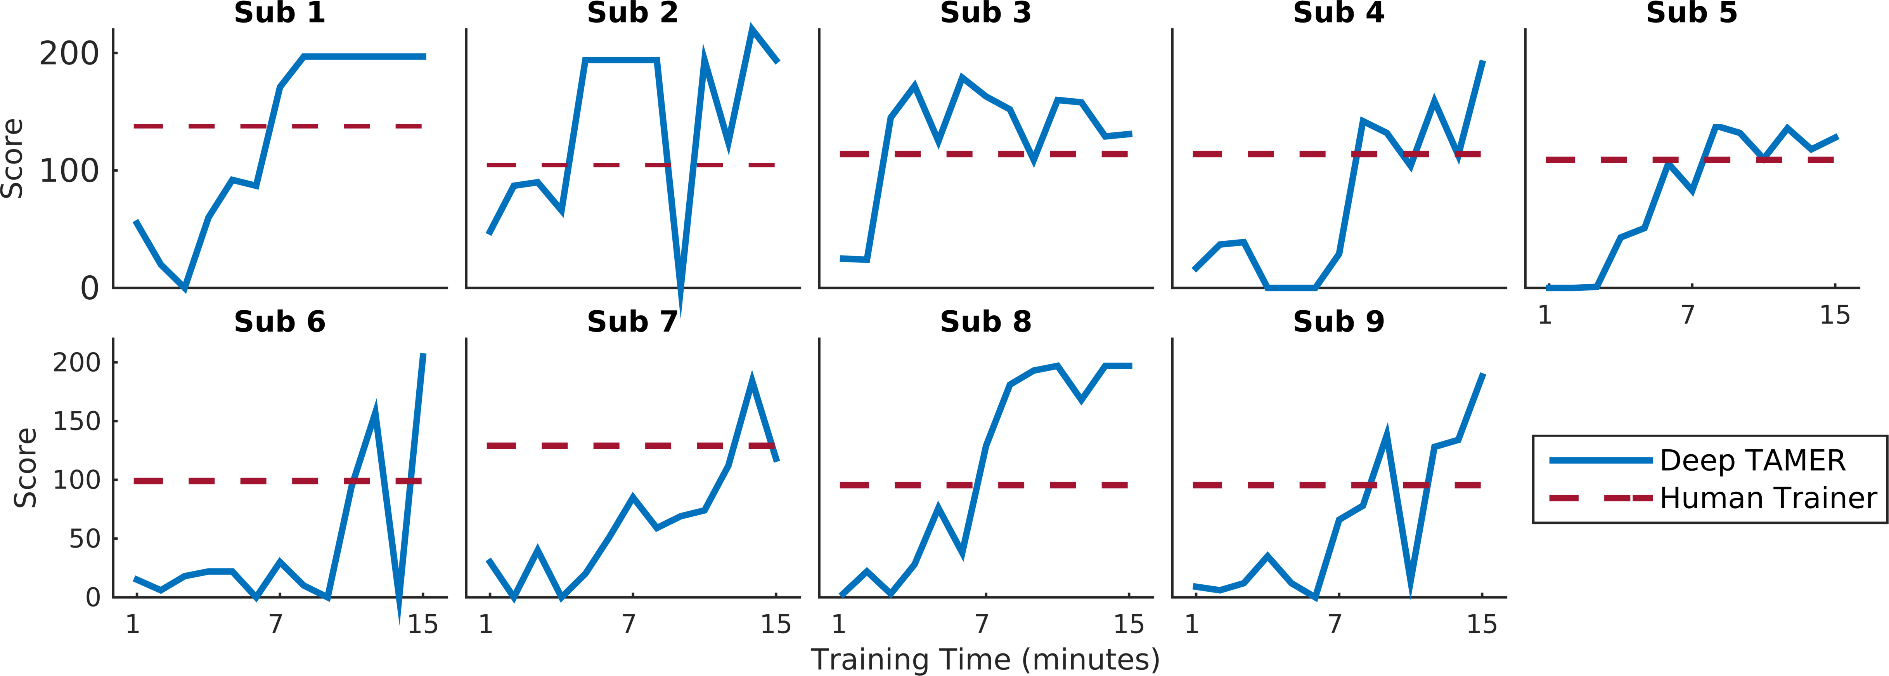 Sub 1 Sub 2 Sub 3 Sub 4 Sub 5
200
100
0
Score
1 7 15
Sub 6 Sub 7 Sub 8 Sub 9
200
150
100
50
0
Score
1 7 15 1 7 15 1 7 15 1 7 15
Training Time (minutes)
Deep TAMER
Human Trainer